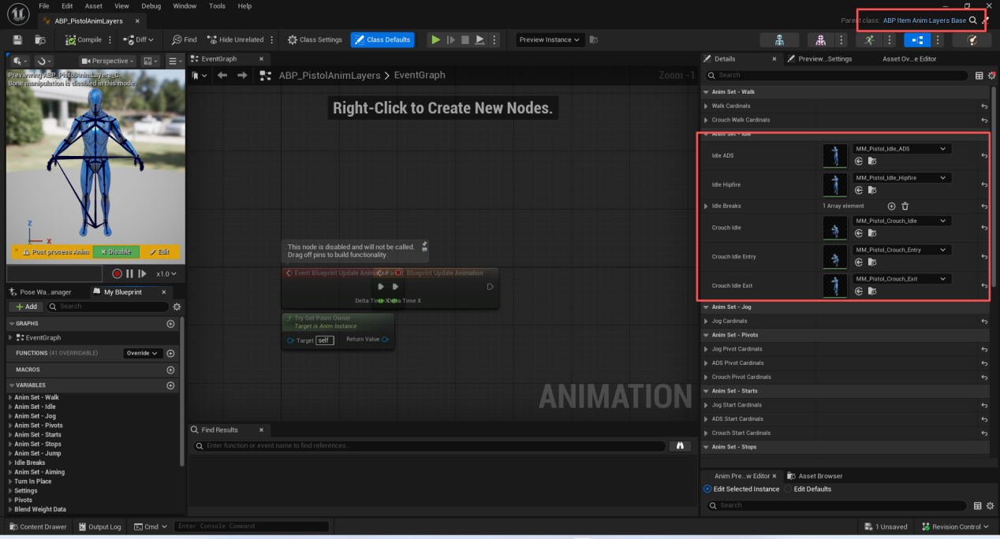 File Edit Asset View Debug Window Tools Help
ABP_PistolAnimLayers
Parent class: ABP Item Anim Layers Base
Compile Diff Find Hide Unrelated Class Settings Class Defaults Preview Instance
Perspective
Previewing ABP_PistolAnimLayers_C.
Bone manipulation is disabled in this mode.
Z
X
Post process Anim: Disable Edit
x1.0
Pose Wa...anager My Blueprint
Add Search
GRAPHS
EventGraph
FUNCTIONS (41 OVERRIDABLE) Override
MACROS
VARIABLES
Anim Set - Walk
Anim Set - Idle
Anim Set - Jog
Anim Set - Pivots
Anim Set - Starts
Anim Set - Stops
Anim Set - Jump
Idle Breaks
Anim Set - Aiming
Turn In Place
Settings
Pivots
Blend Weight Data
EventGraph
ABP_PistolAnimLayers > EventGraph Zoom -1
Right-Click to Create New Nodes.
This node is disabled and will not be called.
Drag off pins to build functionality.
Event Blueprint Update Animation
Blueprint Update Animation
Delta Time X
Delta Time X
Try Get Pawn Owner
Target is Anim Instance
Target self Return Value
ANIMATION
Find Results
Enter function or event name to find references...
Details Preview...Settings Asset Ov...e Editor
Search
Anim Set - Walk
Walk Cardinals
Crouch Walk Cardinals
Anim Set - Idle
Idle ADS MM_Pistol_Idle_ADS
Idle Hipfire MM_Pistol_Idle_Hipfire
Idle Breaks 1 Array element
Crouch Idle MM_Pistol_Crouch_Idle
Crouch Idle Entry MM_Pistol_Crouch_Entry
Crouch Idle Exit MM_Pistol_Crouch_Exit
Anim Set - Jog
Jog Cardinals
Anim Set - Pivots
Jog Pivot Cardinals
ADS Pivot Cardinals
Crouch Pivot Cardinals
Anim Set - Starts
Jog Start Cardinals
ADS Start Cardinals
Crouch Start Cardinals
Anim Set - Stops
Anim Pre...w Editor Asset Browser
Edit Selected Instance Edit Defaults
Search
Content Drawer Output Log Cmd Enter Console Command 1 Unsaved Revision Control